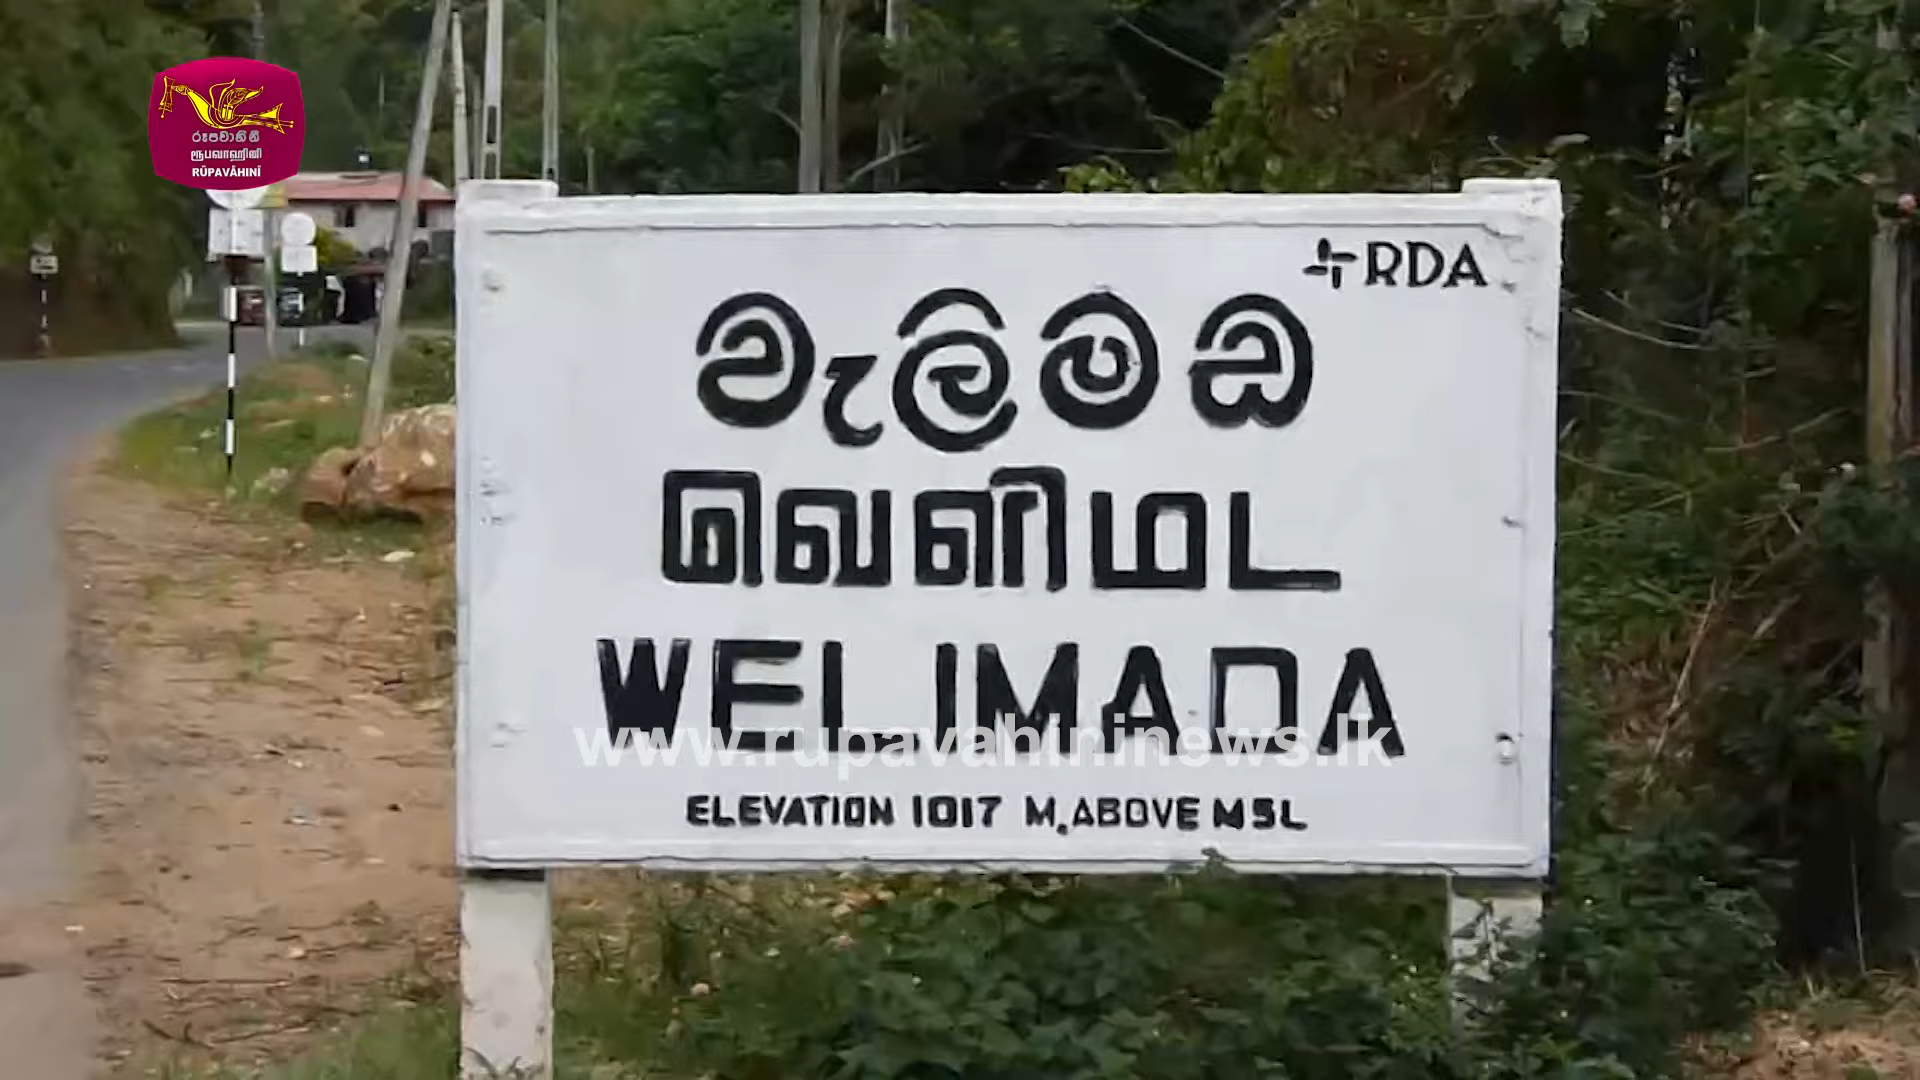 රූපවාහිනී
ரூபவாஹினி
RŪPAVĀHINĪ
RDA
වැලිමඩ
வெளிமட
WELIMADA
www.rupavahininews.lk
ELEVATION 1017 M. ABOVE MSL